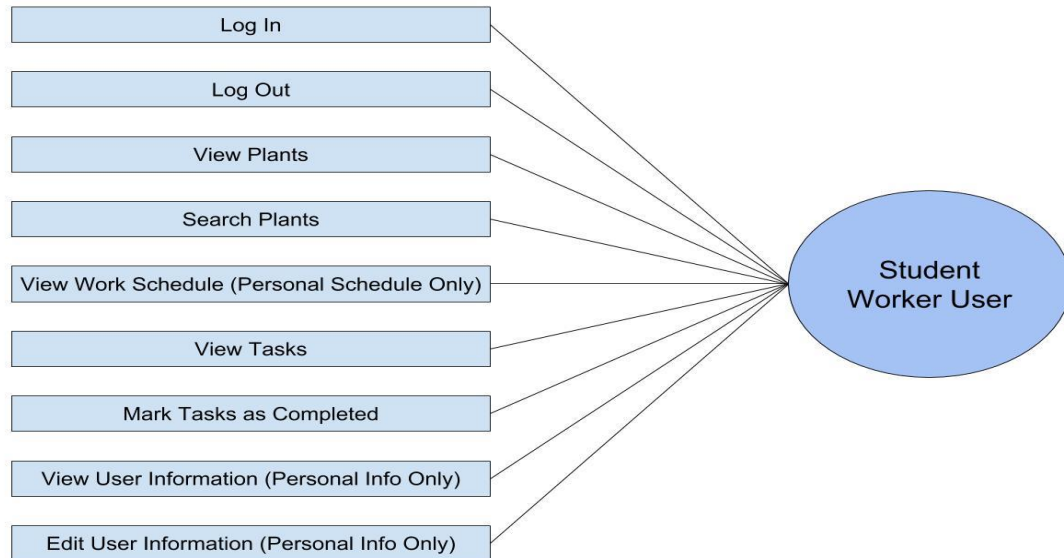 Log In
Log Out
View Plants
Search Plants
View Work Schedule (Personal Schedule Only)
View Tasks
Mark Tasks as Completed
View User Information (Personal Info Only)
Edit User Information (Personal Info Only)
Student
Worker User